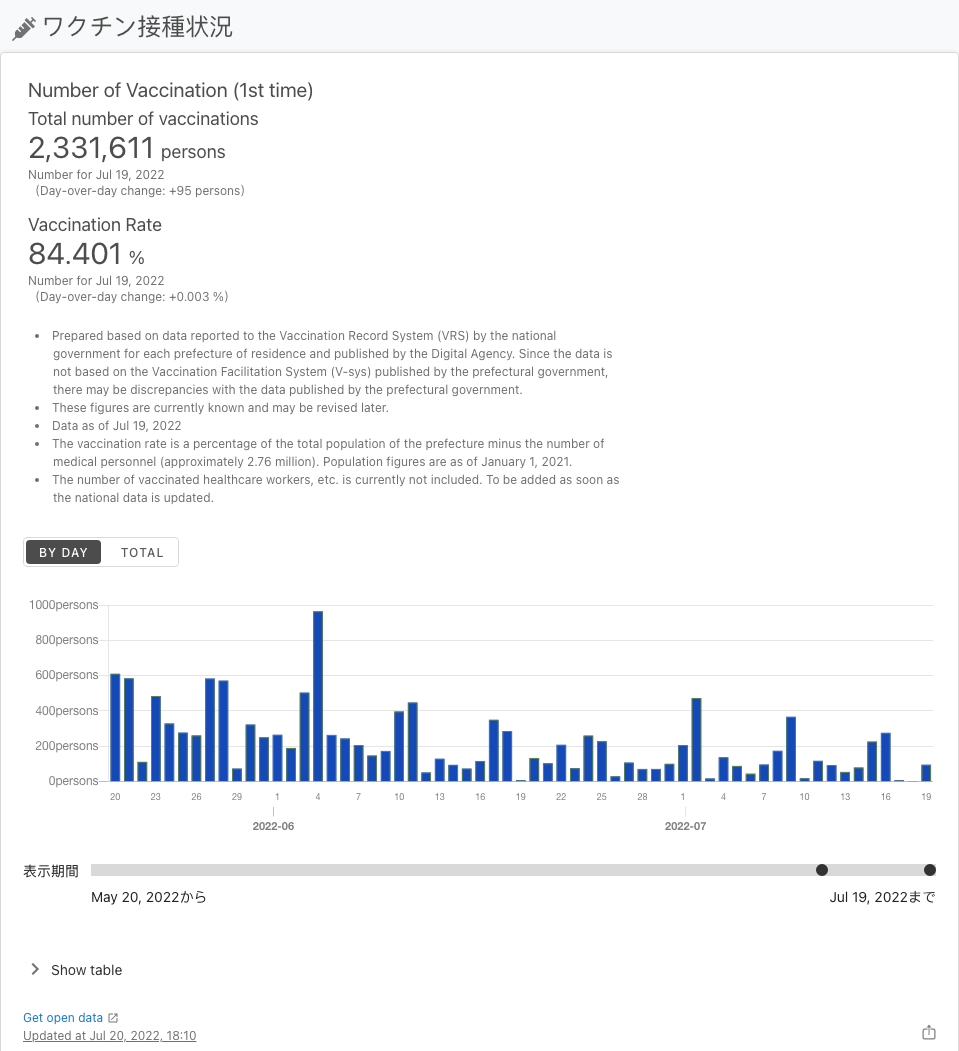 ワクチン接種状況
Number of Vaccination (1st time)
Total number of vaccinations
2,331,611 persons
Number for Jul 19, 2022
(Day-over-day change: +95 persons)
Vaccination Rate
84.401 %
Number for Jul 19, 2022
(Day-over-day change: +0.003 %)
• Prepared based on data reported to the Vaccination Record System (VRS) by the national
government for each prefecture of residence and published by the Digital Agency. Since the data is
not based on the Vaccination Facilitation System (V-sys) published by the prefectural government,
there may be discrepancies with the data published by the prefectural government.
• These figures are currently known and may be revised later.
• Data as of Jul 19, 2022
• The vaccination rate is a percentage of the total population of the prefecture minus the number of
medical personnel (approximately 2.76 million). Population figures are as of January 1, 2021.
• The number of vaccinated healthcare workers, etc. is currently not included. To be added as soon as
the national data is updated.
BY DAY TOTAL
1000persons
800persons
600persons
400persons
200persons
0persons
20 23 26 29 1 4 7 10 13 16 19 22 25 28 1 4 7 10 13 16 19
2022-06 2022-07
表示期間
May 20, 2022から Jul 19, 2022まで
Show table
Get open data
Updated at Jul 20, 2022, 18:10